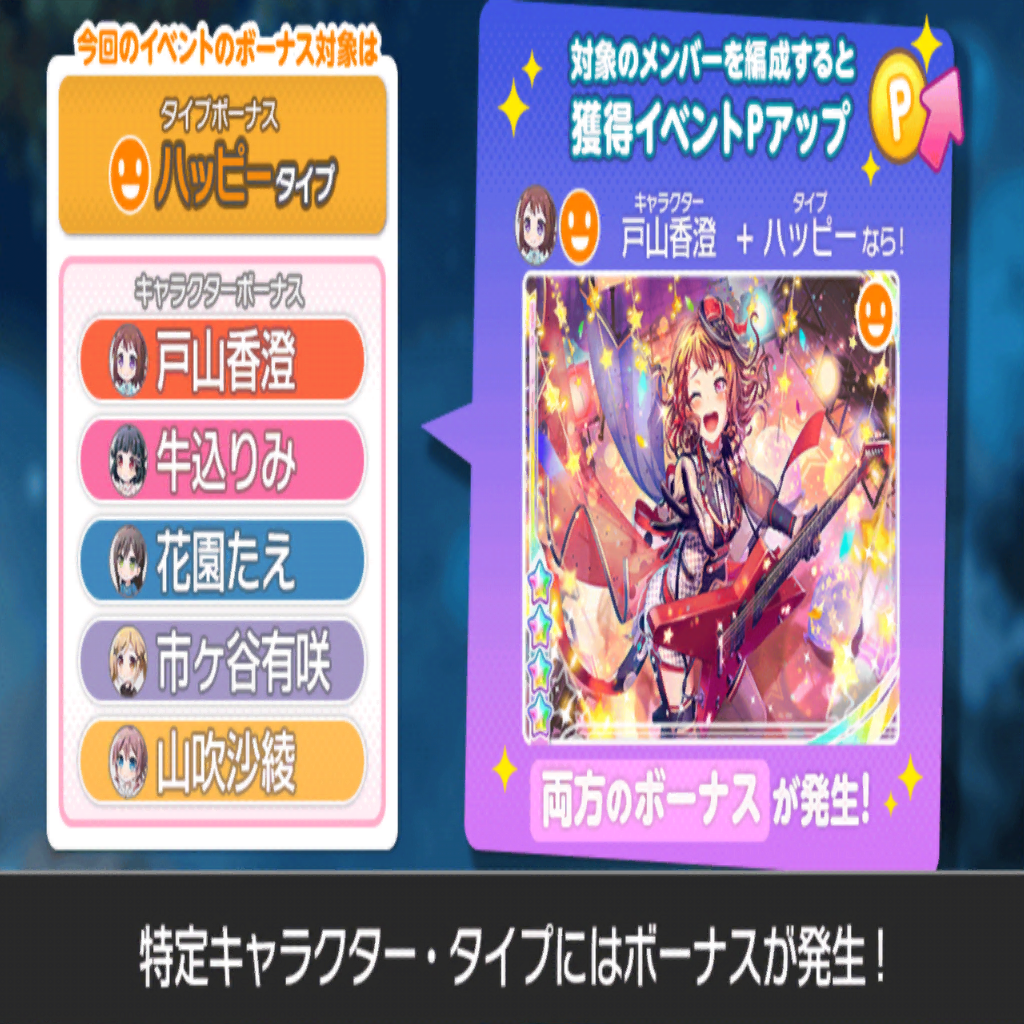 今回のイベントのボーナス対象は
タイプボーナス
ハッピータイプ
キャラクターボーナス
戸山香澄
牛込りみ
花園たえ
市ヶ谷有咲
山吹沙綾
対象のメンバーを編成すると
獲得イベントPアップ
P
キャラクター タイプ
戸山香澄 + ハッピーなら!
両方のボーナスが発生!
特定キャラクター・タイプにはボーナスが発生!